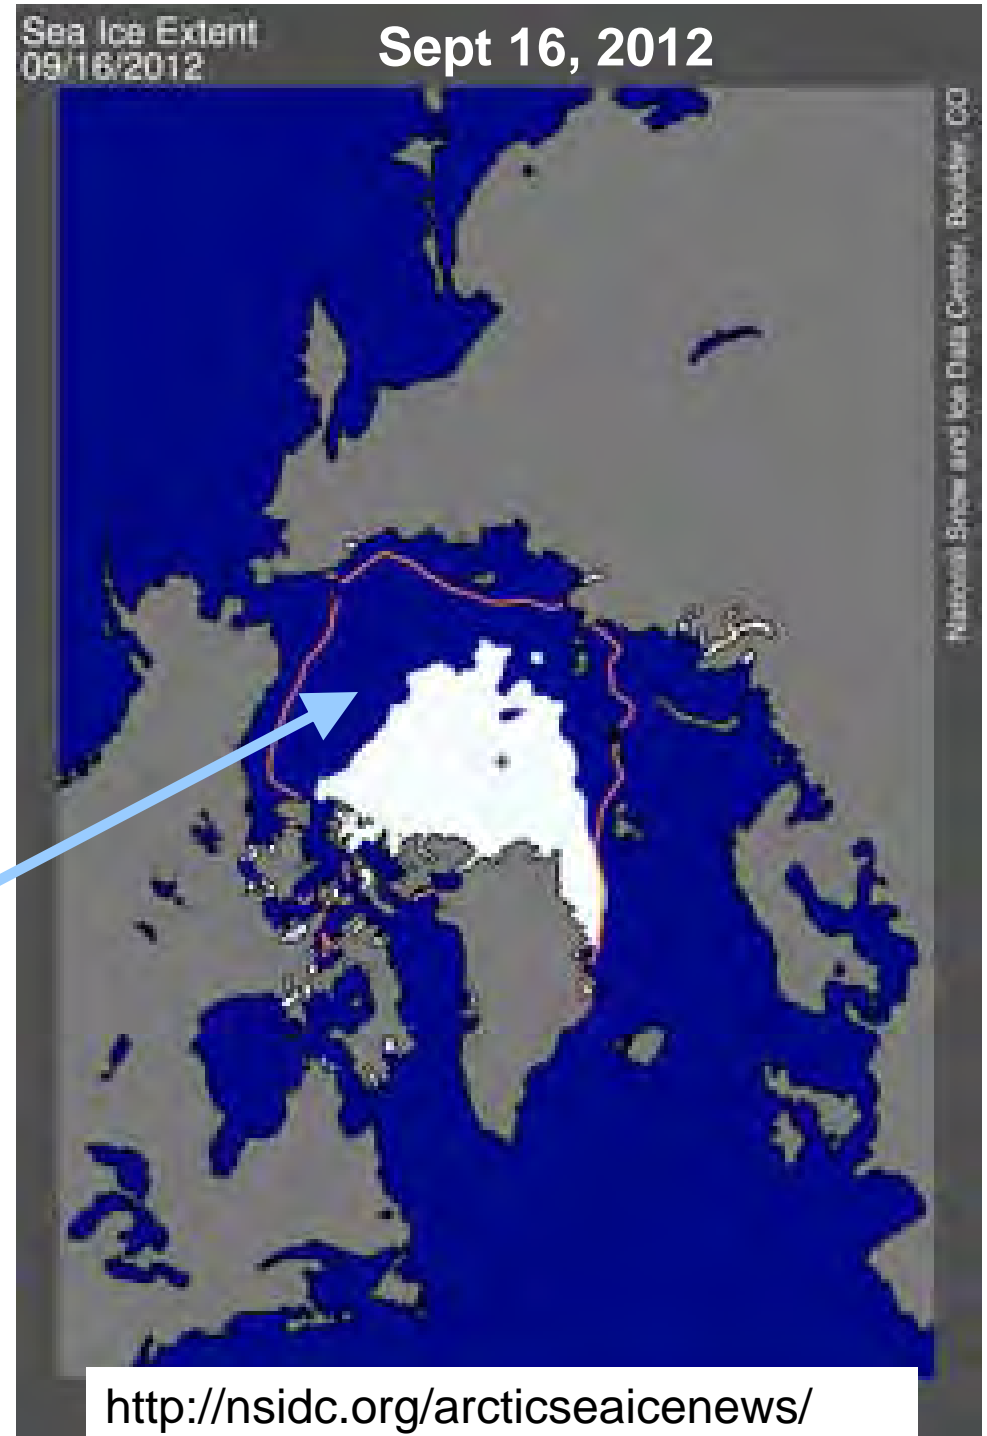 Sea Ice Extent
09/16/2012
Sept 16, 2012
National Snow and Ice Data Center, Boulder, CO
http://nsidc.org/arcticseaicenews/